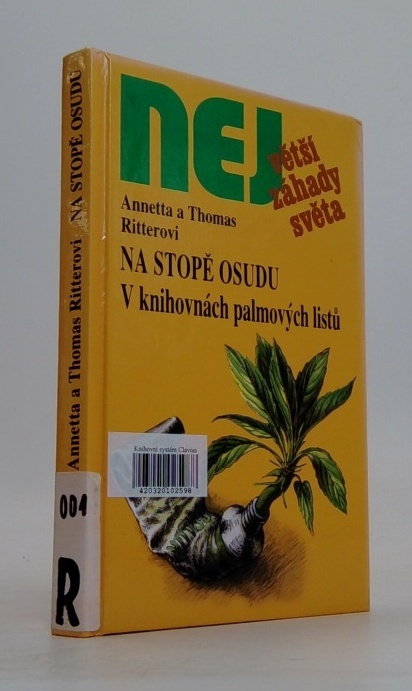 Annetta a Thomas Ritterovi NA STOPĚ OSUDU
004
R
NEJ
větší
záhady
světa
Annetta a Thomas
Ritterovi
NA STOPĚ OSUDU
V knihovnách palmových listů
Knihovní systém Clavius
420320102598